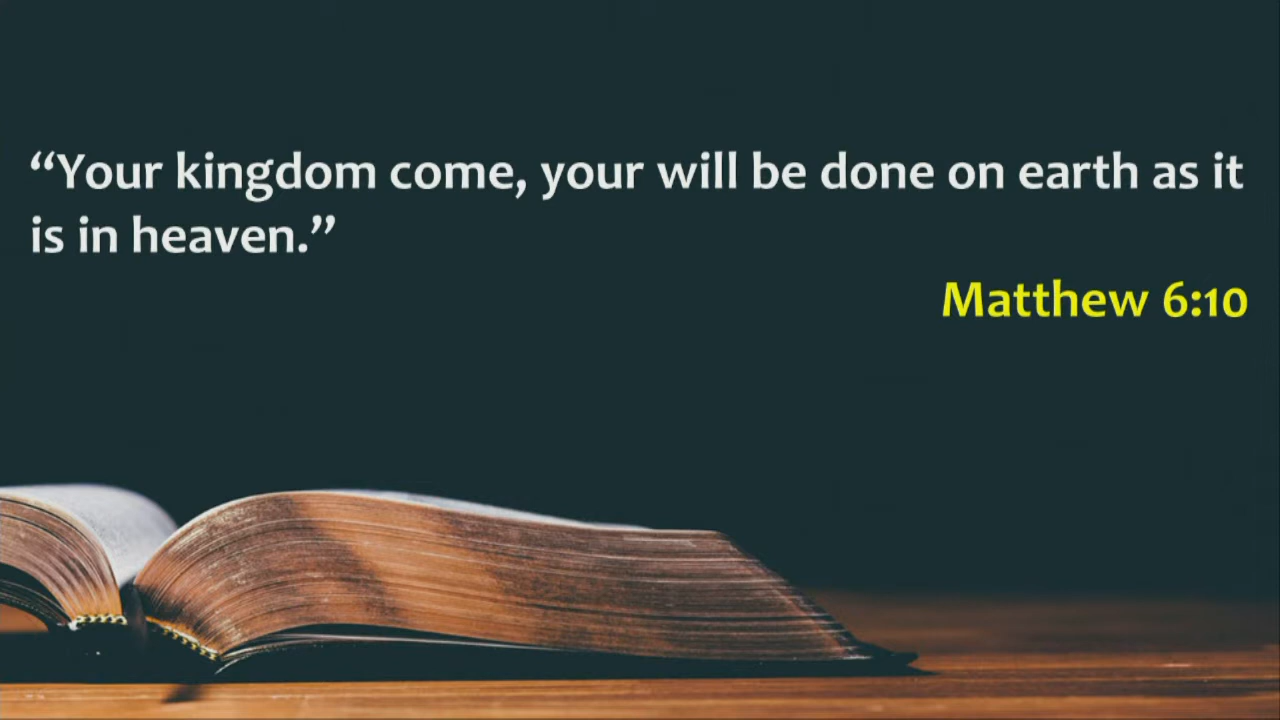 “Your kingdom come, your will be done on earth as it
is in heaven.”
Matthew 6:10